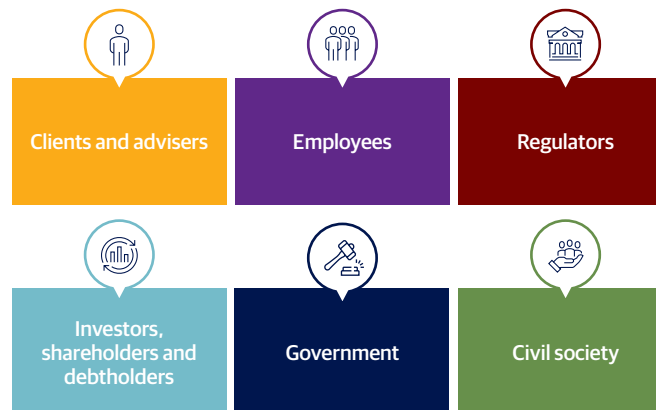 Clients and advisers
Employees
Regulators
Investors,
shareholders and
debtholders
Government
Civil society